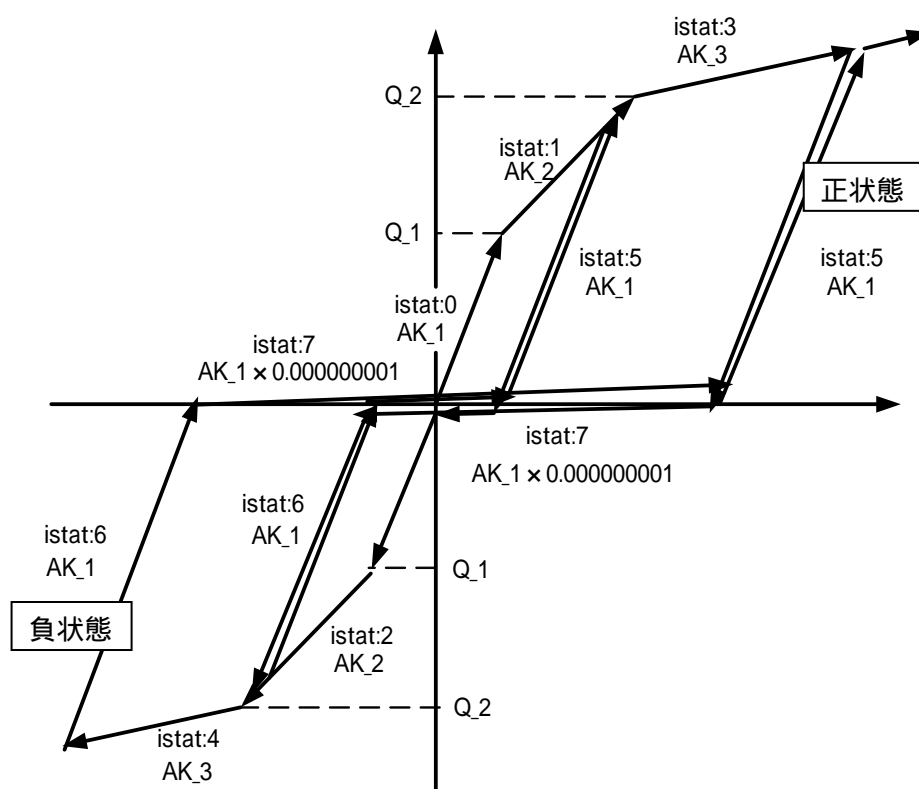 istat:3
AK_3
Q_2
istat:1
AK_2
正状態
Q_1
istat:5
AK_1
istat:5
AK_1
istat:0
AK_1
istat:7
AK_1×0.000000001
istat:7
AK_1×0.000000001
istat:6
AK_1
istat:6
AK_1
Q_1
負状態
istat:2
AK_2
Q_2
istat:4
AK_3